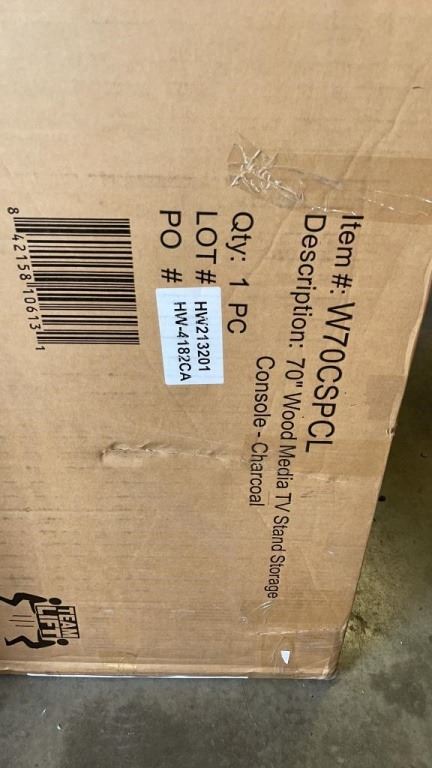 Item #: W70CSPCL
Description: 70" Wood Media TV Stand Storage
Console - Charcoal
Qty: 1 PC
LOT # HW213201
PO # HW-4182CA
8 42158 10613 1
TEAM
LIFT